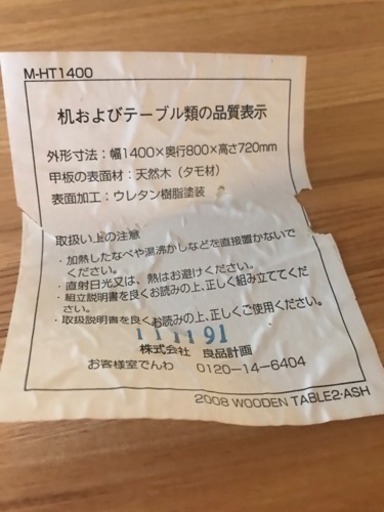 M-HT1400
机およびテーブル類の品質表示
外形寸法：幅1400×奥行800×高さ720mm
甲板の表面材：天然木（タモ材）
表面加工：ウレタン樹脂塗装
取扱い上の注意
・加熱したなべや湯沸かしなどを直接置かないで
ください。
・直射日光又は、熱はお避けください。
・組立説明書を良くお読みの上、正しく組み立ててくだ
さい。
・取扱説明書を良くお読みの上、正しくご使用ください。
111191
株式会社 良品計画
お客様室でんわ 0120-14-6404
2008 WOODEN TABLE2・ASH